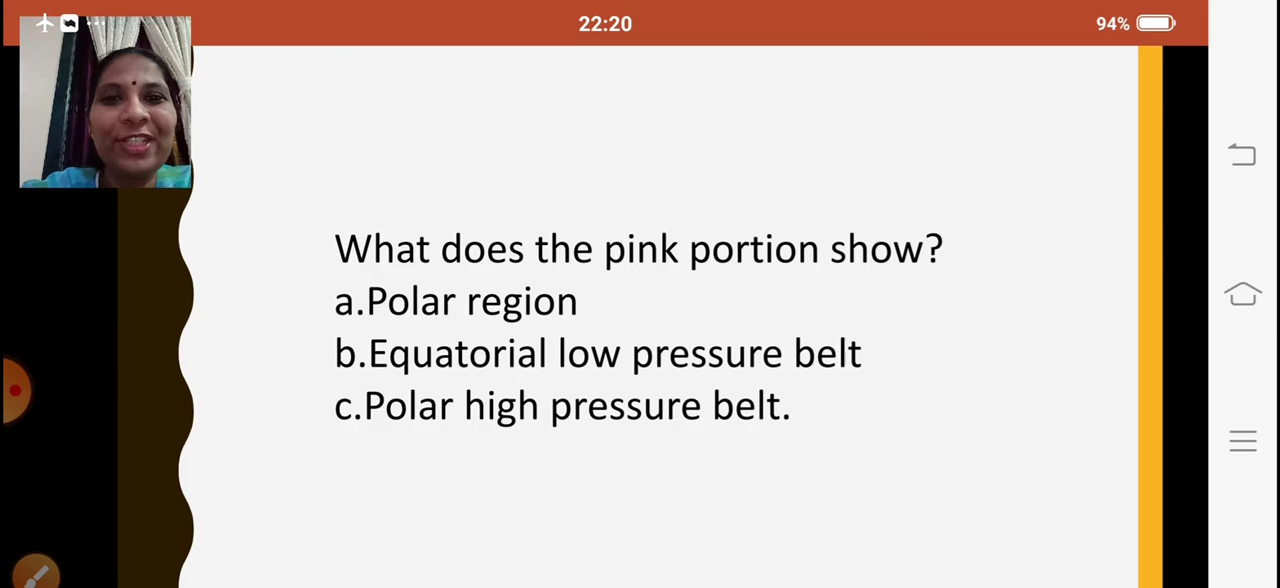 22:20
94%
What does the pink portion show?
a.Polar region
b.Equatorial low pressure belt
c.Polar high pressure belt.